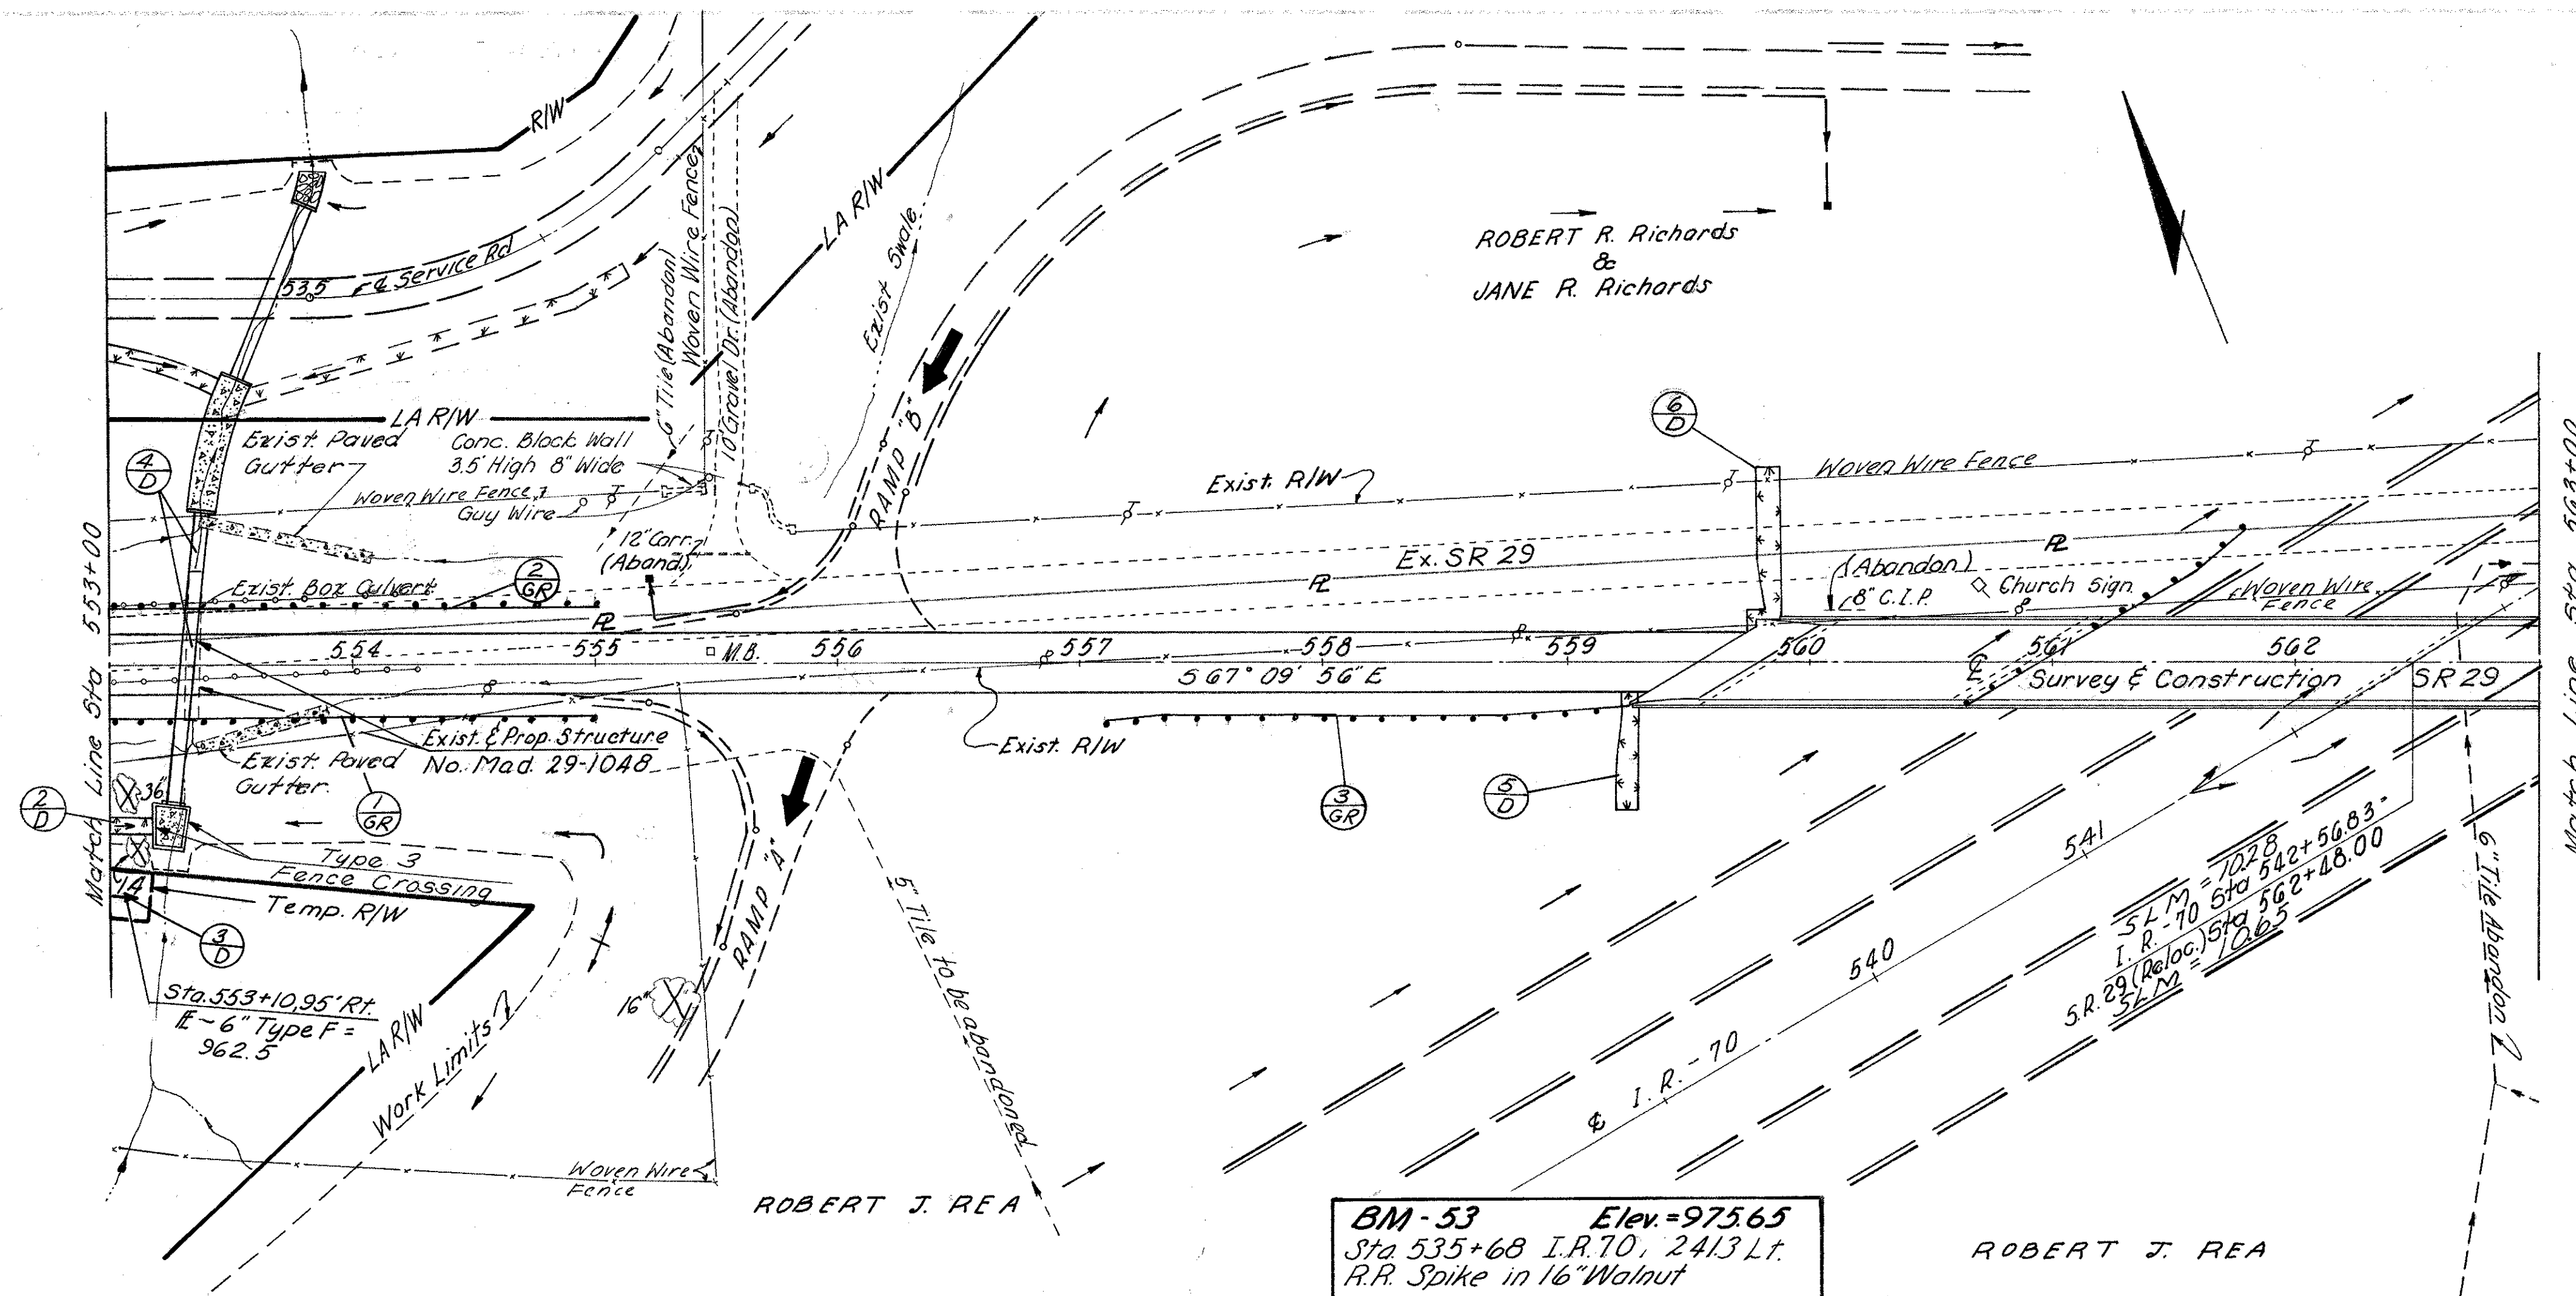 R/W
LA R/W
Woven Wire Fence
6" Tile (Abandon)
10' Gravel Dr. (Abandon)
Exist Swale
ROBERT R. Richards
&
JANE R. Richards
535
℄ Service Rd
RAMP "B"
LA R/W
Exist. Paved
Gutter
Conc. Block Wall
3.5' High 8" Wide
Woven Wire Fence
Guy Wire
4
D
12" Corr.
(Aband.)
2
GR
Exist. Box Culvert
Exist. R/W
6
D
Woven Wire Fence
Ex. SR 29
PL
PL
PL
(Abandon)
8" C.I.P.
Church Sign
Woven Wire
Fence
Match Line Sta 553+00
Match Line Sta 563+00
554
555
M.B.
556
557
558
559
560
561
562
S 67° 09' 56" E
℄ Survey & Construction
SR 29
Exist. & Prop. Structure
No. Mad. 29-1048
Exist. Paved
Gutter
Exist. R/W
36"
2
D
1
GR
3
GR
5
D
Type 3
Fence Crossing
14
Temp. R/W
3
D
RAMP "A"
16"
5" Tile to be abandoned
Sta. 553+10, 95' Rt.
℄-6" Type F =
962.5
LA R/W
Work Limits
541
540
℄ I. R. - 70
SLM = 10.28
I. R. -70 Sta 542+56.83=
S.R. 29 (Reloc.) Sta 562+48.00
SLM = 10.65
6" Tile Abandon
Woven Wire
Fence
ROBERT J. REA
BM - 53 Elev. = 975.65
Sta. 535+68 I.R.70, 241.3 Lt.
R.R. Spike in 16" Walnut
ROBERT J. REA